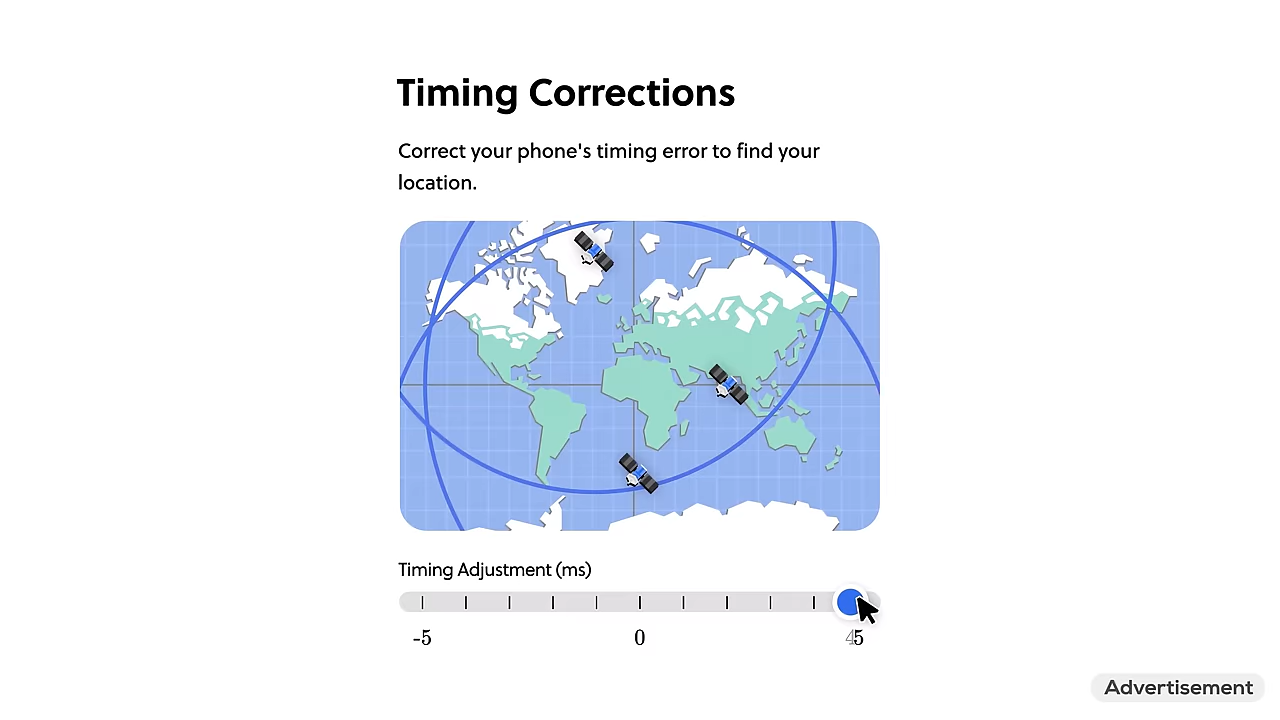 Timing Corrections
Correct your phone's timing error to find your
location.
Timing Adjustment (ms)
-5 0 5
Advertisement